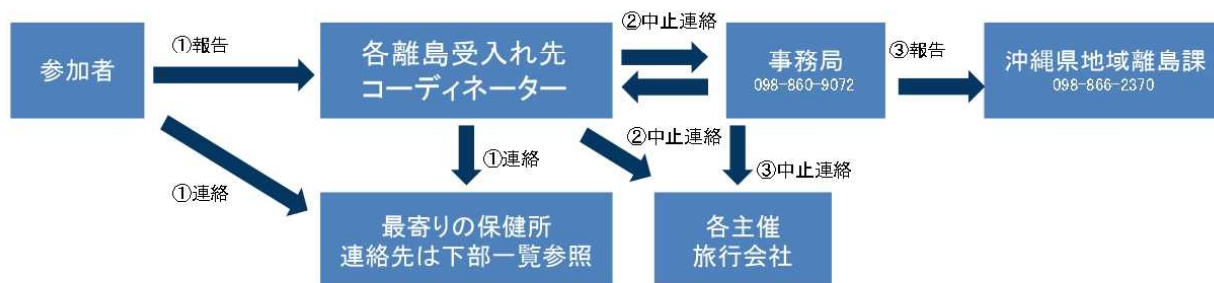 参加者
①報告
各離島受入れ先
コーディネーター
②中止連絡
事務局
098-860-9072
③報告
沖縄県地域離島課
098-866-2370
①連絡
①連絡
②中止連絡
③中止連絡
最寄りの保健所
連絡先は下部一覧参照
各主催
旅行会社